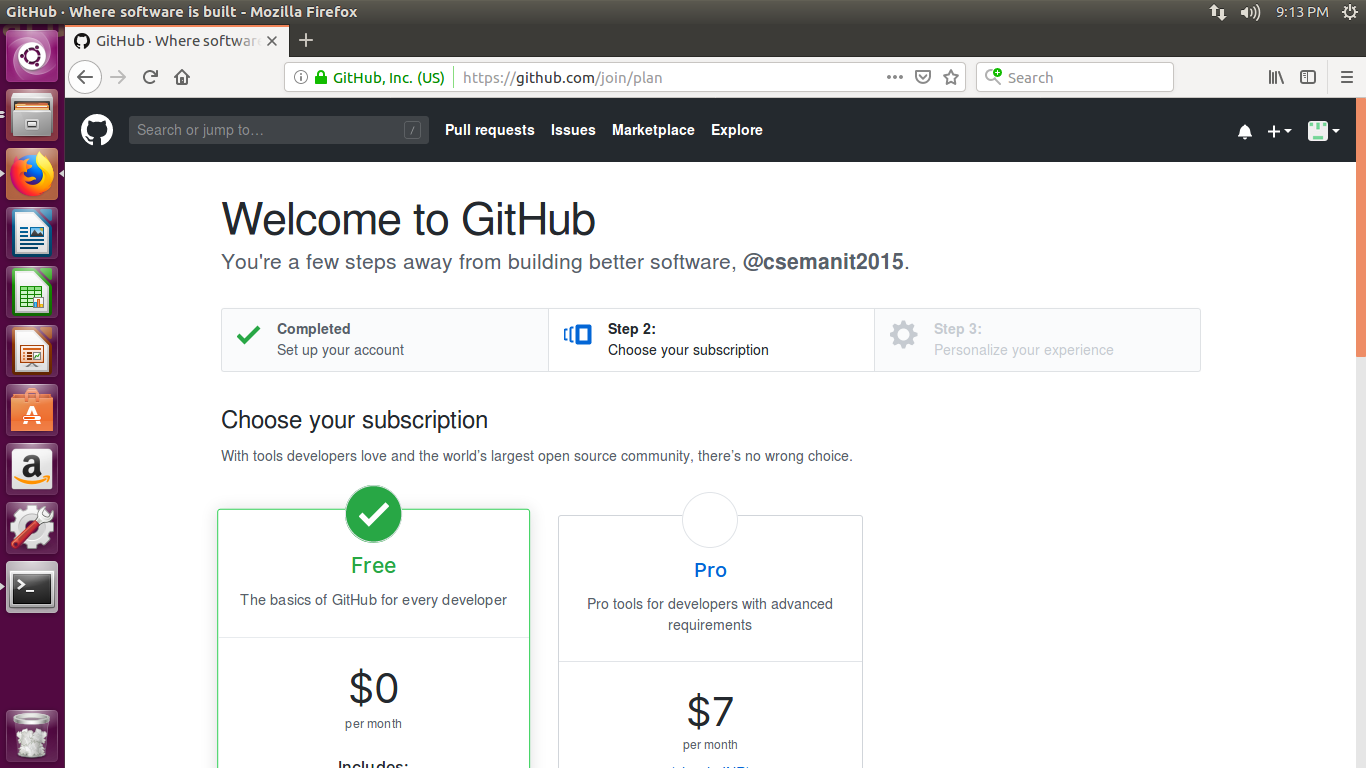 GitHub · Where software is built - Mozilla Firefox
9:13 PM
GitHub · Where softwar
GitHub, Inc. (US)
https://github.com/join/plan
Search
Search or jump to…
/
Pull requests
Issues
Marketplace
Explore
Welcome to GitHub
You're a few steps away from building better software, @csemanit2015.
Completed
Set up your account
Step 2:
Choose your subscription
Step 3:
Personalize your experience
Choose your subscription
With tools developers love and the world's largest open source community, there's no wrong choice.
Free
The basics of GitHub for every developer
$0
per month
Includes:
Pro
Pro tools for developers with advanced
requirements
$7
per month